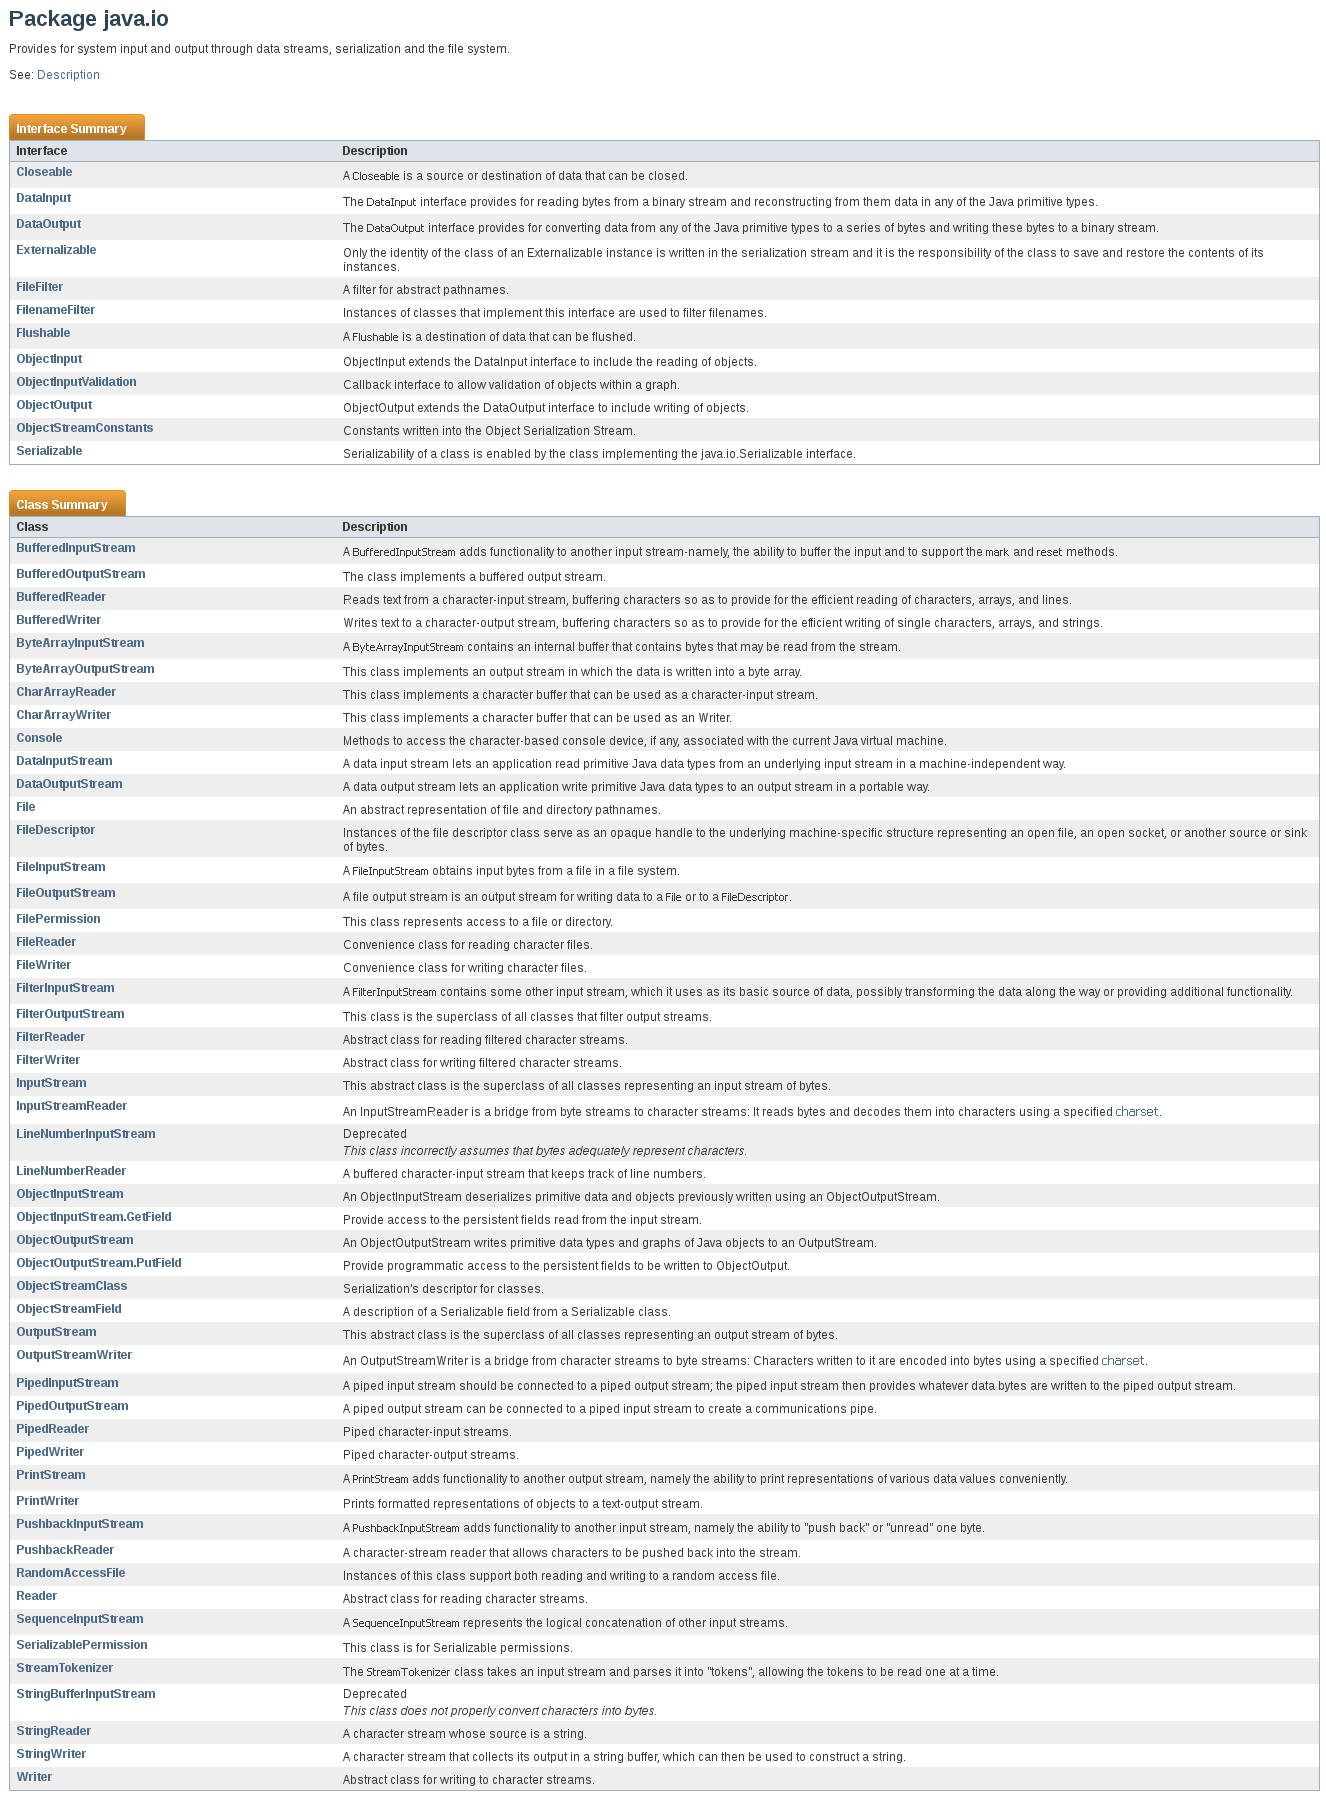 Package java.io
Provides for system input and output through data streams, serialization and the file system.
See: Description
Interface Summary
Interface Description
Closeable A Closeable is a source or destination of data that can be closed.
DataInput The DataInput interface provides for reading bytes from a binary stream and reconstructing from them data in any of the Java primitive types.
DataOutput The DataOutput interface provides for converting data from any of the Java primitive types to a series of bytes and writing these bytes to a binary stream.
Externalizable Only the identity of the class of an Externalizable instance is written in the serialization stream and it is the responsibility of the class to save and restore the contents of its
instances.
FileFilter A filter for abstract pathnames.
FilenameFilter Instances of classes that implement this interface are used to filter filenames.
Flushable A Flushable is a destination of data that can be flushed.
ObjectInput ObjectInput extends the DataInput interface to include the reading of objects.
ObjectInputValidation Callback interface to allow validation of objects within a graph.
ObjectOutput ObjectOutput extends the DataOutput interface to include writing of objects.
ObjectStreamConstants Constants written into the Object Serialization Stream.
Serializable Serializability of a class is enabled by the class implementing the java.io.Serializable interface.
Class Summary
Class Description
BufferedInputStream A BufferedInputStream adds functionality to another input stream-namely, the ability to buffer the input and to support the mark and reset methods.
BufferedOutputStream The class implements a buffered output stream.
BufferedReader Reads text from a character-input stream, buffering characters so as to provide for the efficient reading of characters, arrays, and lines.
BufferedWriter Writes text to a character-output stream, buffering characters so as to provide for the efficient writing of single characters, arrays, and strings.
ByteArrayInputStream A ByteArrayInputStream contains an internal buffer that contains bytes that may be read from the stream.
ByteArrayOutputStream This class implements an output stream in which the data is written into a byte array.
CharArrayReader This class implements a character buffer that can be used as a character-input stream.
CharArrayWriter This class implements a character buffer that can be used as an Writer.
Console Methods to access the character-based console device, if any, associated with the current Java virtual machine.
DataInputStream A data input stream lets an application read primitive Java data types from an underlying input stream in a machine-independent way.
DataOutputStream A data output stream lets an application write primitive Java data types to an output stream in a portable way.
File An abstract representation of file and directory pathnames.
FileDescriptor Instances of the file descriptor class serve as an opaque handle to the underlying machine-specific structure representing an open file, an open socket, or another source or sink
of bytes.
FileInputStream A FileInputStream obtains input bytes from a file in a file system.
FileOutputStream A file output stream is an output stream for writing data to a File or to a FileDescriptor.
FilePermission This class represents access to a file or directory.
FileReader Convenience class for reading character files.
FileWriter Convenience class for writing character files.
FilterInputStream A FilterInputStream contains some other input stream, which it uses as its basic source of data, possibly transforming the data along the way or providing additional functionality.
FilterOutputStream This class is the superclass of all classes that filter output streams.
FilterReader Abstract class for reading filtered character streams.
FilterWriter Abstract class for writing filtered character streams.
InputStream This abstract class is the superclass of all classes representing an input stream of bytes.
InputStreamReader An InputStreamReader is a bridge from byte streams to character streams: It reads bytes and decodes them into characters using a specified charset.
LineNumberInputStream Deprecated
This class incorrectly assumes that bytes adequately represent characters.
LineNumberReader A buffered character-input stream that keeps track of line numbers.
ObjectInputStream An ObjectInputStream deserializes primitive data and objects previously written using an ObjectOutputStream.
ObjectInputStream.GetField Provide access to the persistent fields read from the input stream.
ObjectOutputStream An ObjectOutputStream writes primitive data types and graphs of Java objects to an OutputStream.
ObjectOutputStream.PutField Provide programmatic access to the persistent fields to be written to ObjectOutput.
ObjectStreamClass Serialization's descriptor for classes.
ObjectStreamField A description of a Serializable field from a Serializable class.
OutputStream This abstract class is the superclass of all classes representing an output stream of bytes.
OutputStreamWriter An OutputStreamWriter is a bridge from character streams to byte streams: Characters written to it are encoded into bytes using a specified charset.
PipedInputStream A piped input stream should be connected to a piped output stream; the piped input stream then provides whatever data bytes are written to the piped output stream.
PipedOutputStream A piped output stream can be connected to a piped input stream to create a communications pipe.
PipedReader Piped character-input streams.
PipedWriter Piped character-output streams.
PrintStream A PrintStream adds functionality to another output stream, namely the ability to print representations of various data values conveniently.
PrintWriter Prints formatted representations of objects to a text-output stream.
PushbackInputStream A PushbackInputStream adds functionality to another input stream, namely the ability to "push back" or "unread" one byte.
PushbackReader A character-stream reader that allows characters to be pushed back into the stream.
RandomAccessFile Instances of this class support both reading and writing to a random access file.
Reader Abstract class for reading character streams.
SequenceInputStream A SequenceInputStream represents the logical concatenation of other input streams.
SerializablePermission This class is for Serializable permissions.
StreamTokenizer The StreamTokenizer class takes an input stream and parses it into "tokens", allowing the tokens to be read one at a time.
StringBufferInputStream Deprecated
This class does not properly convert characters into bytes.
StringReader A character stream whose source is a string.
StringWriter A character stream that collects its output in a string buffer, which can then be used to construct a string.
Writer Abstract class for writing to character streams.